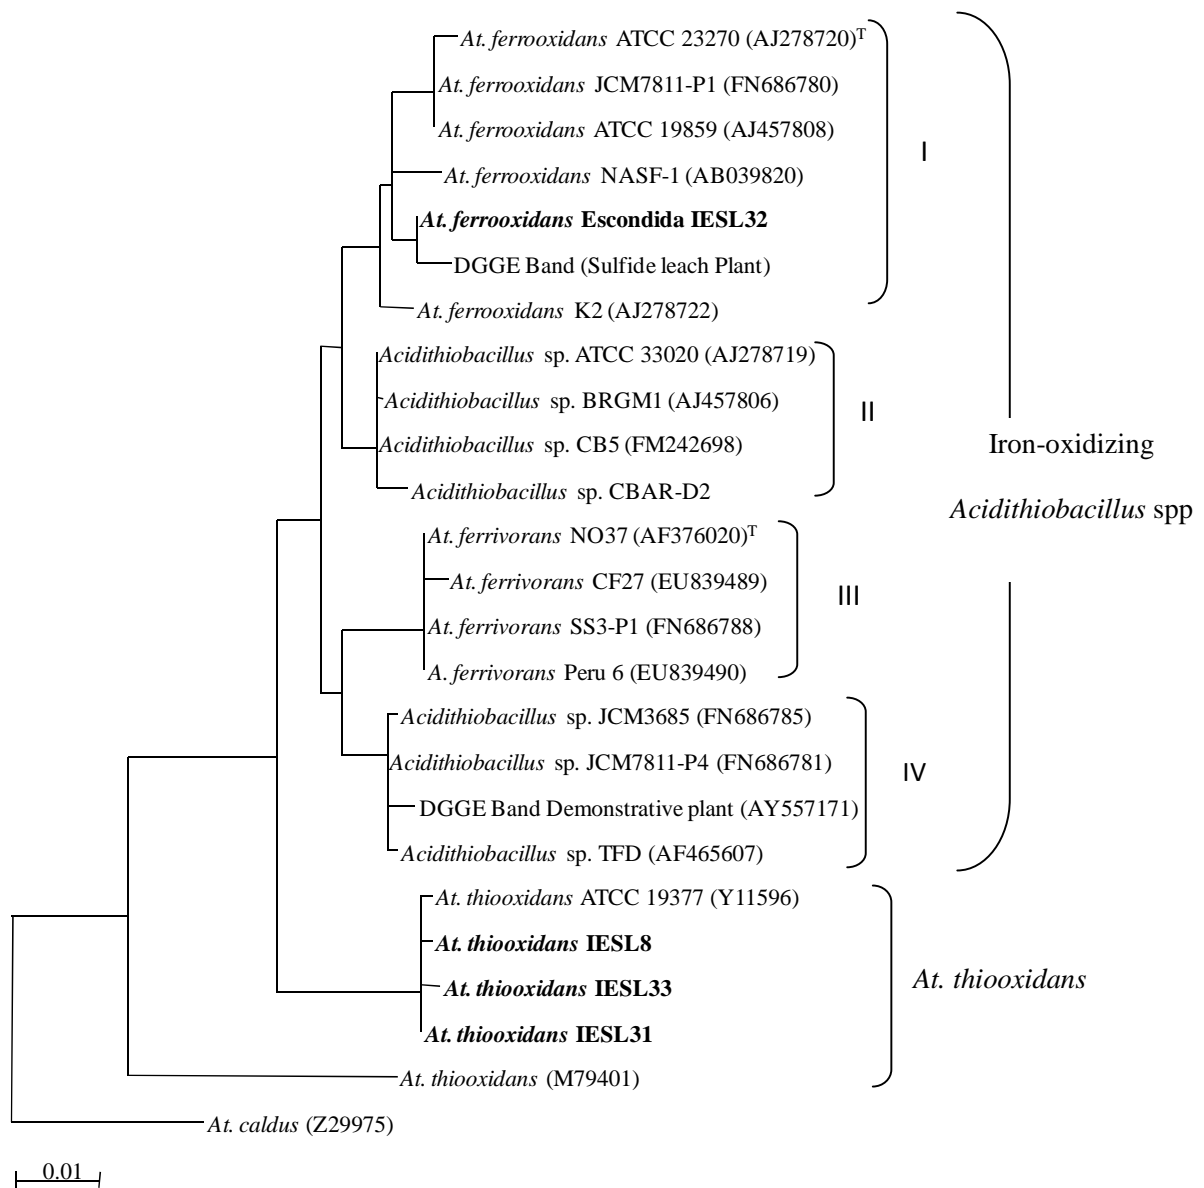 At. ferrooxidans ATCC 23270 (AJ278720)ᵀ
At. ferrooxidans JCM7811-P1 (FN686780)
At. ferrooxidans ATCC 19859 (AJ457808)
I
At. ferrooxidans NASF-1 (AB039820)
At. ferrooxidans Escondida IESL32
DGGE Band (Sulfide leach Plant)
At. ferrooxidans K2 (AJ278722)
Acidithiobacillus sp. ATCC 33020 (AJ278719)
Acidithiobacillus sp. BRGM1 (AJ457806)
II
Acidithiobacillus sp. CB5 (FM242698)
Acidithiobacillus sp. CBAR-D2
Iron-oxidizing
Acidithiobacillus spp
At. ferrivorans NO37 (AF376020)ᵀ
At. ferrivorans CF27 (EU839489)
III
At. ferrivorans SS3-P1 (FN686788)
A. ferrivorans Peru 6 (EU839490)
Acidithiobacillus sp. JCM3685 (FN686785)
Acidithiobacillus sp. JCM7811-P4 (FN686781)
IV
DGGE Band Demonstrative plant (AY557171)
Acidithiobacillus sp. TFD (AF465607)
At. thiooxidans ATCC 19377 (Y11596)
At. thiooxidans IESL8
At. thiooxidans IESL33
At. thiooxidans
At. thiooxidans IESL31
At. thiooxidans (M79401)
At. caldus (Z29975)
0.01